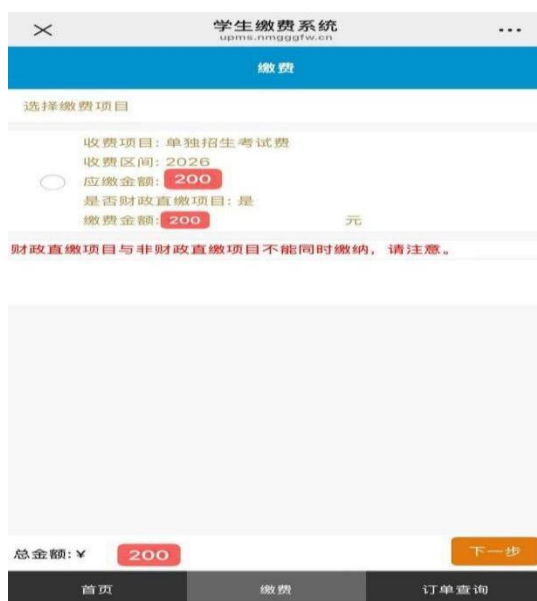 学生缴费系统
upms.nmgggfw.cn
缴费
选择缴费项目
收费项目: 单独招生考试费
收费区间: 2026
应缴金额: 200
是否财政直缴项目: 是
缴费金额: 200 元
财政直缴项目与非财政直缴项目不能同时缴纳，请注意。
总金额:¥ 200
下一步
首页 缴费 订单查询